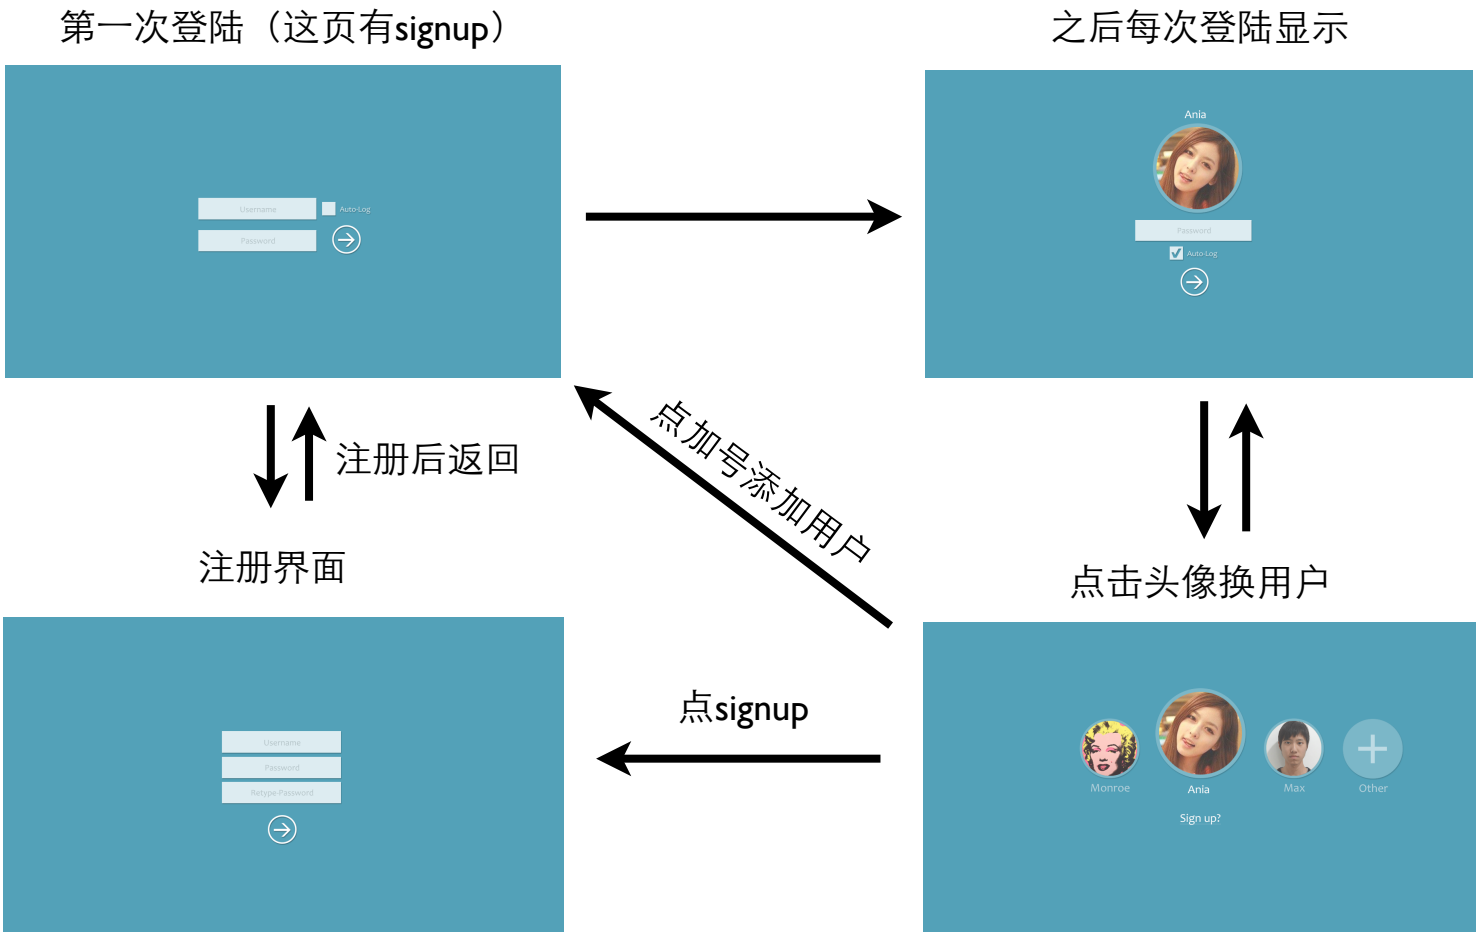 第一次登陆（这页有signup）
之后每次登陆显示
Username
Auto-Log
Password
Ania
Password
Auto-Log
注册后返回
点加号添加用户
注册界面
点击头像换用户
Username
Password
Retype-Password
点signup
Monroe
Ania
Max
Other
Sign up?